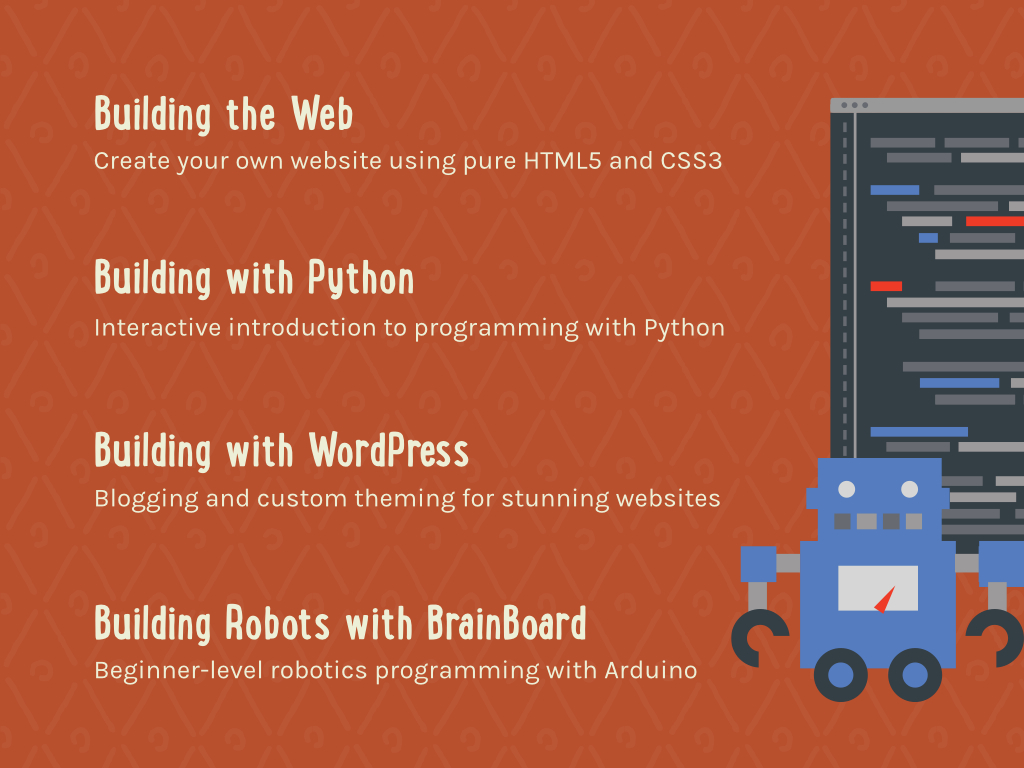 Building the Web
Create your own website using pure HTML5 and CSS3
Building with Python
Interactive introduction to programming with Python
Building with WordPress
Blogging and custom theming for stunning websites
Building Robots with BrainBoard
Beginner-level robotics programming with Arduino